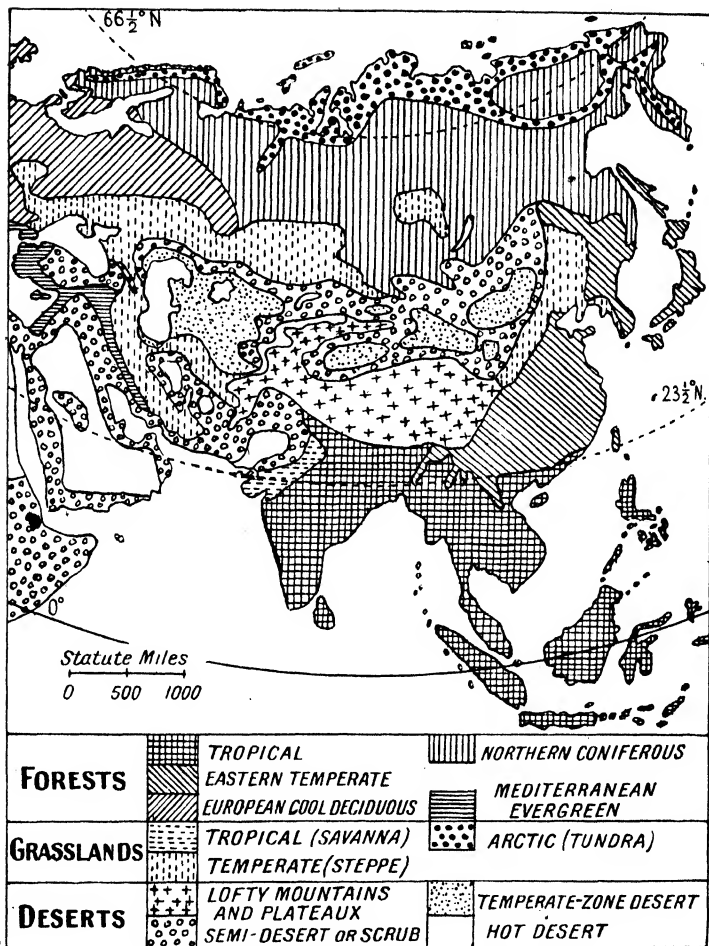 66½°N
23½°N.
0°
Statute Miles
0 500 1000
FORESTS
TROPICAL
EASTERN TEMPERATE
EUROPEAN COOL DECIDUOUS
NORTHERN CONIFEROUS
MEDITERRANEAN
EVERGREEN
GRASSLANDS
TROPICAL (SAVANNA)
TEMPERATE (STEPPE)
ARCTIC (TUNDRA)
DESERTS
LOFTY MOUNTAINS
AND PLATEAUX
SEMI-DESERT OR SCRUB
TEMPERATE-ZONE DESERT
HOT DESERT